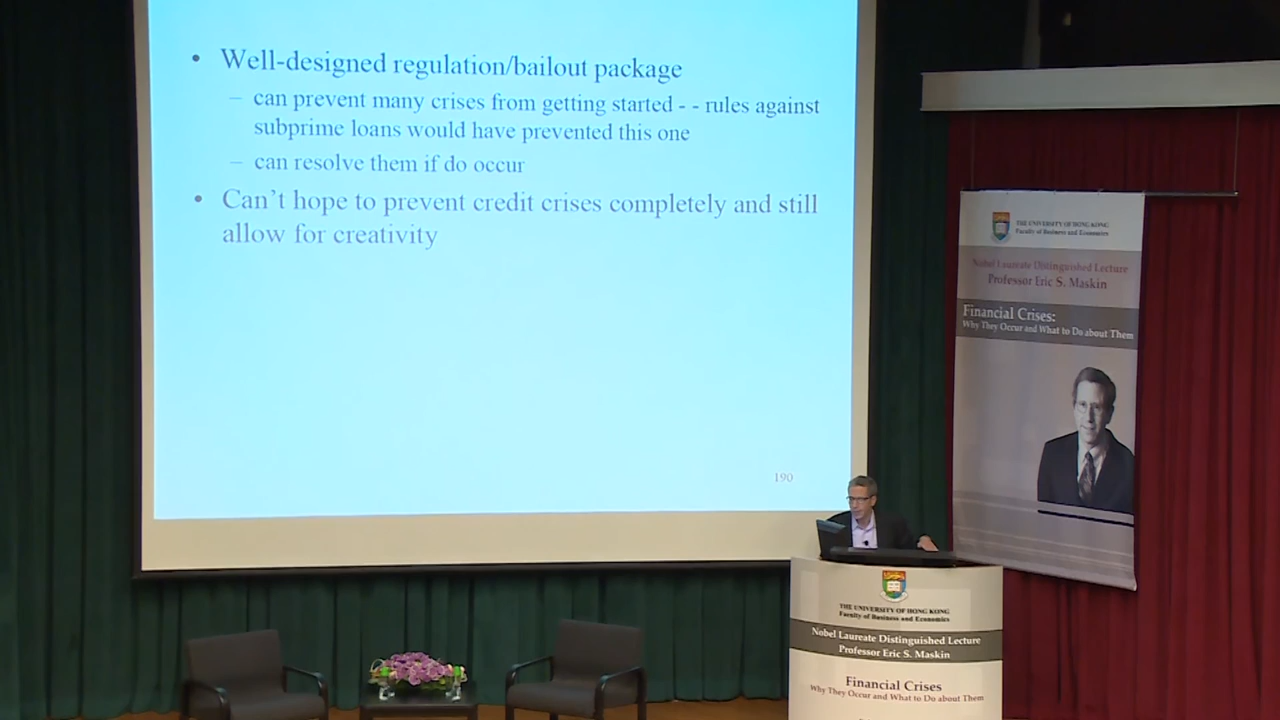 • Well-designed regulation/bailout package
– can prevent many crises from getting started - - rules against
subprime loans would have prevented this one
– can resolve them if do occur
• Can't hope to prevent credit crises completely and still
allow for creativity
190
THE UNIVERSITY OF HONG KONG
Faculty of Business and Economics
Nobel Laureate Distinguished Lecture
Professor Eric S. Maskin
Financial Crises:
Why They Occur and What to Do about Them
THE UNIVERSITY OF HONG KONG
Faculty of Business and Economics
Nobel Laureate Distinguished Lecture
Professor Eric S. Maskin
Financial Crises
Why They Occur and What to Do about Them